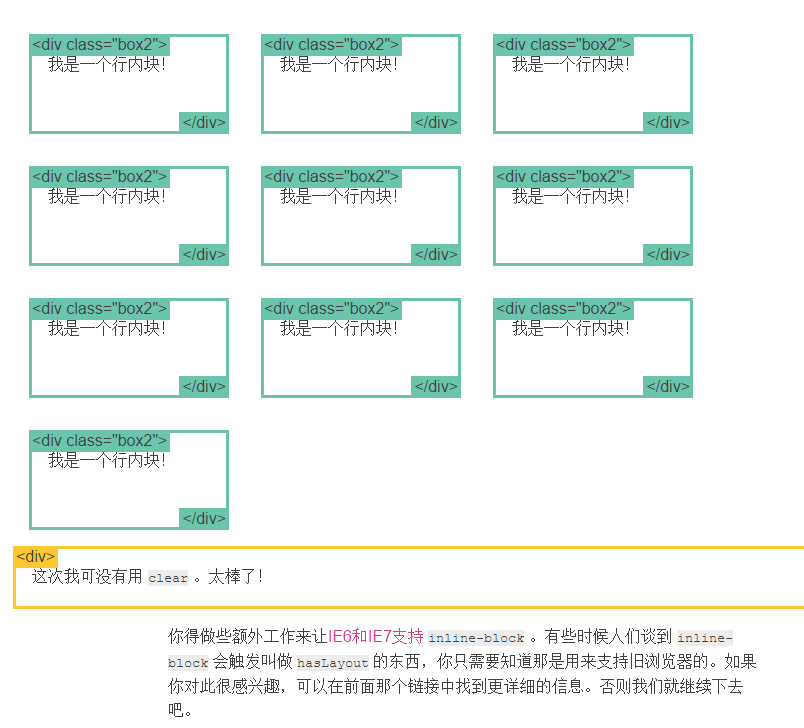 <div class="box2"> <div class="box2"> <div class="box2">
我是一个行内块！ 我是一个行内块！ 我是一个行内块！
</div> </div> </div>
<div class="box2"> <div class="box2"> <div class="box2">
我是一个行内块！ 我是一个行内块！ 我是一个行内块！
</div> </div> </div>
<div class="box2"> <div class="box2"> <div class="box2">
我是一个行内块！ 我是一个行内块！ 我是一个行内块！
</div> </div> </div>
<div class="box2">
我是一个行内块！
</div>
<div>
这次我可没有用 clear 。太棒了！
你得做些额外工作来让IE6和IE7支持 inline-block 。有些时候人们谈到 inline-
block 会触发叫做 hasLayout 的东西，你只需要知道那是用来支持旧浏览器的。如果
你对此很感兴趣，可以在前面那个链接中找到更详细的信息。否则我们就继续下去
吧。